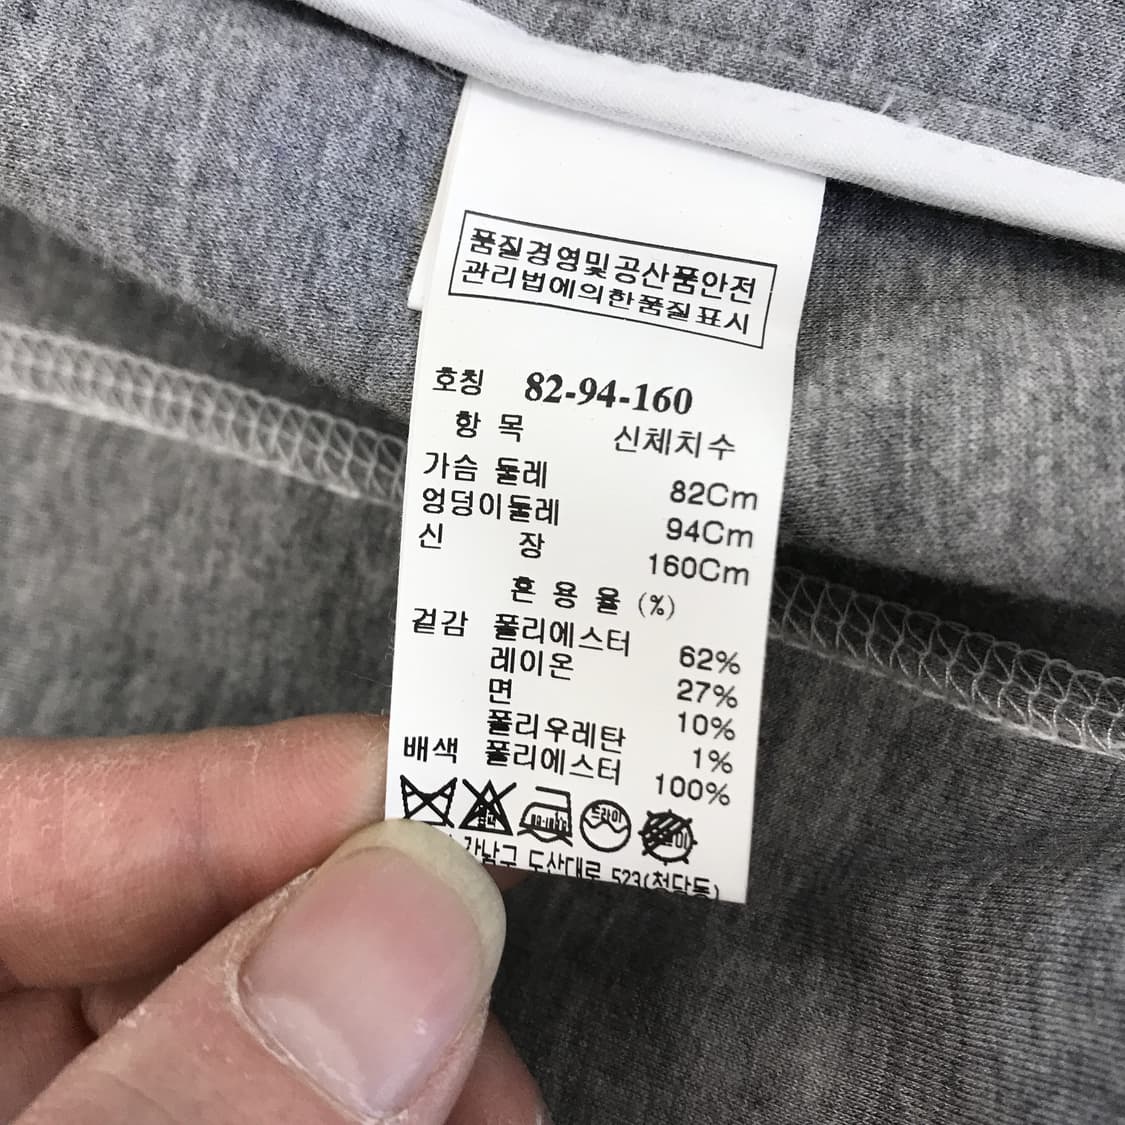 품질경영및공산품안전
관리법에의한품질표시
호칭 82-94-160
항 목 신체치수
가슴 둘레 82Cm
엉덩이둘레 94Cm
신 장 160Cm
혼 용 율 (%)
겉감 폴리에스터 62%
레이온 27%
면 10%
폴리우레탄 1%
배색 폴리에스터 100%
드라이
강남구 도산대로 523(청담동)